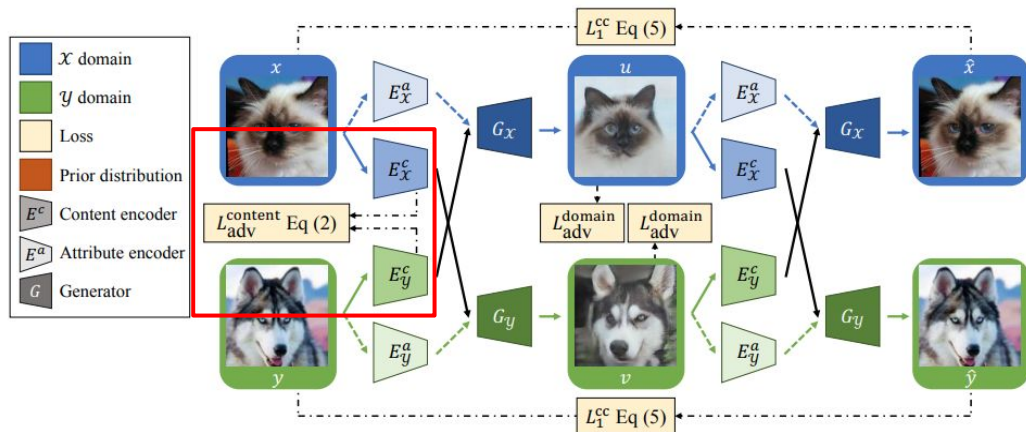 𝒳 domain
𝒴 domain
Loss
Prior distribution
E^c Content encoder
E^a Attribute encoder
G Generator
L_1^cc Eq (5)
x
E_𝒳^a
E_𝒳^c
G_𝒳
u
E_𝒳^a
E_𝒳^c
G_𝒳
x̂
L_adv^content Eq (2)
L_adv^domain
L_adv^domain
E_𝒴^c
E_𝒴^a
G_𝒴
E_𝒴^c
E_𝒴^a
G_𝒴
y
v
ŷ
L_1^cc Eq (5)